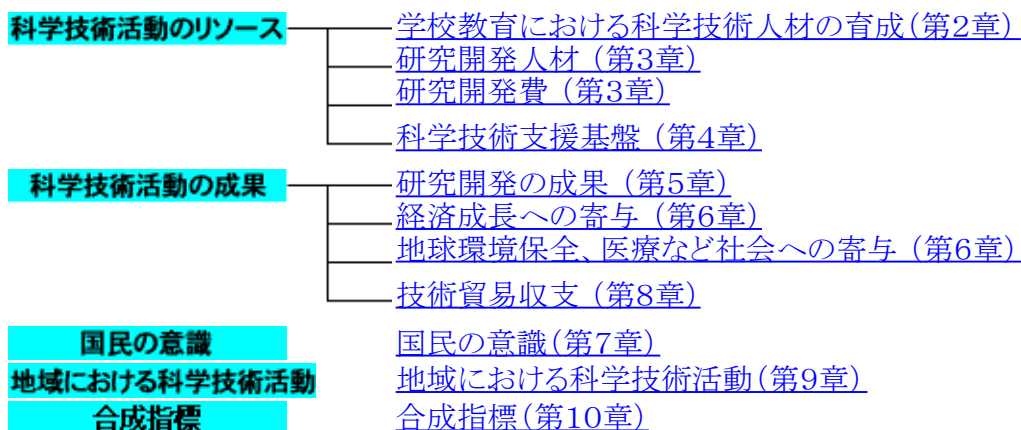 科学技術活動のリソース 学校教育における科学技術人材の育成(第2章)
研究開発人材 (第3章)
研究開発費 (第3章)
科学技術支援基盤 (第4章)
科学技術活動の成果 研究開発の成果 (第5章)
経済成長への寄与 (第6章)
地球環境保全、医療など社会への寄与 (第6章)
技術貿易収支 (第8章)
国民の意識 国民の意識(第7章)
地域における科学技術活動 地域における科学技術活動(第9章)
合成指標 合成指標(第10章)